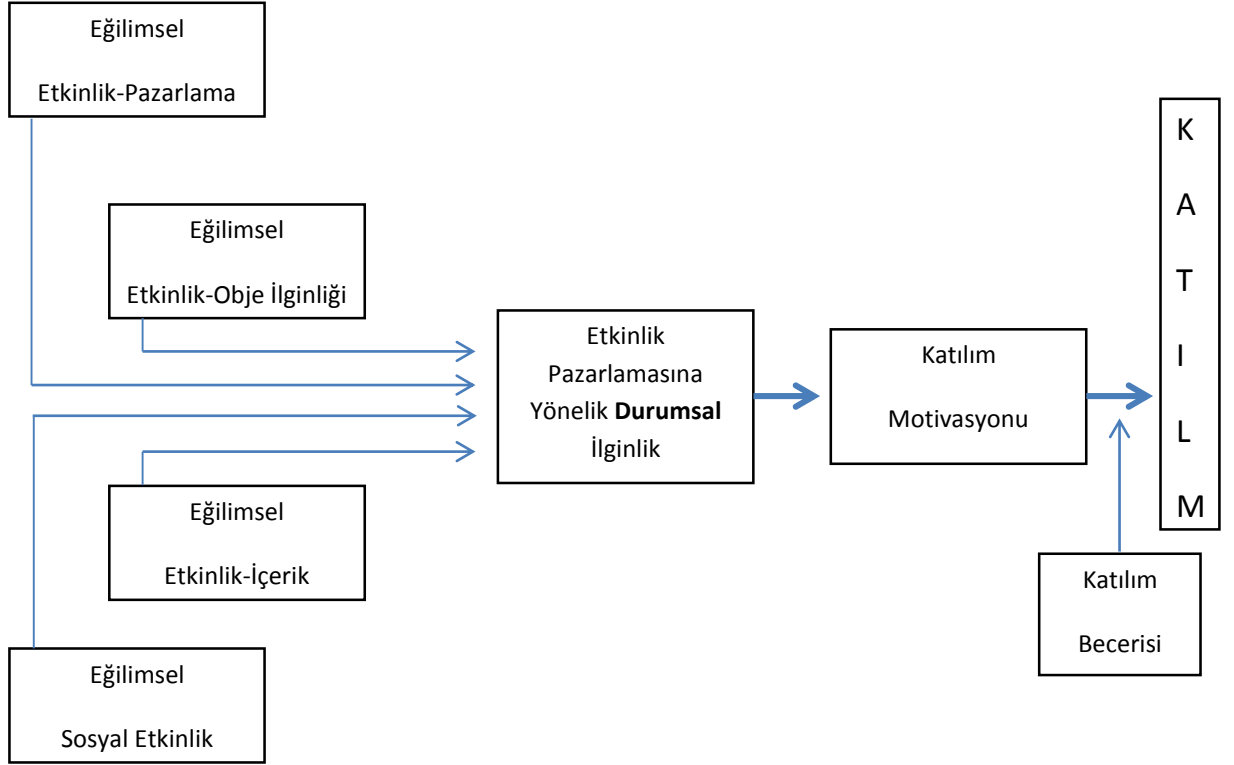 Eğilimsel
Etkinlik-Pazarlama
Eğilimsel
Etkinlik-Obje İlginliği
Etkinlik
Pazarlamasına
Yönelik Durumsal
İlginlik
Katılım
Motivasyonu
K
A
T
I
L
M
Eğilimsel
Etkinlik-İçerik
Katılım
Becerisi
Eğilimsel
Sosyal Etkinlik